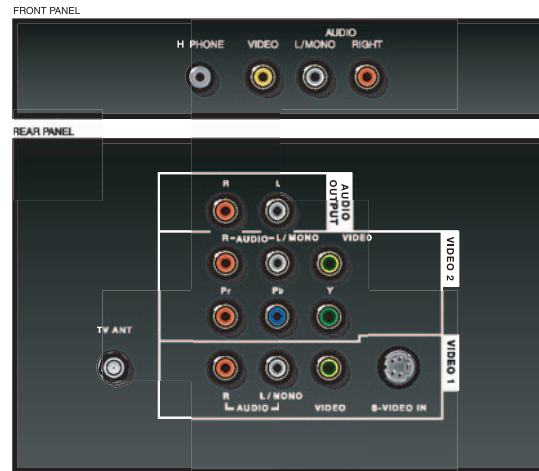 FRONT PANEL
AUDIO
H PHONE VIDEO L/MONO RIGHT
REAR PANEL
R L
AUDIO OUTPUT
R-AUDIO-L/MONO VIDEO
VIDEO 2
Pr Pb Y
TV ANT
VIDEO 1
R L/MONO
AUDIO VIDEO S-VIDEO IN